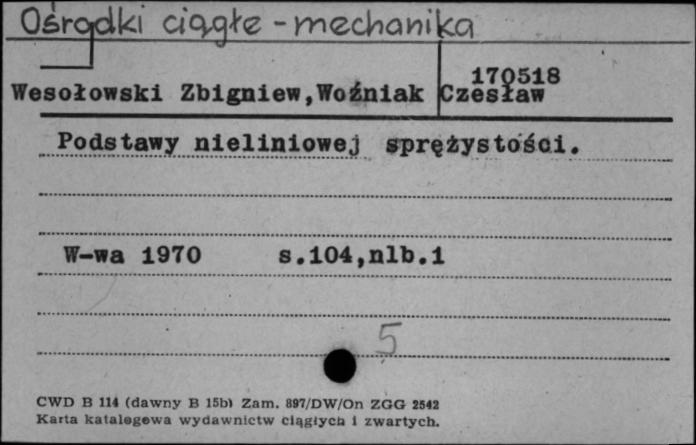 Ośrodki ciągłe - mechanika
170518
Wesołowski Zbigniew,Woźniak Czesław
Podstawy nieliniowej sprężystości.
W-wa 1970 s.104,nlb.1
5
CWD B 114 (dawny B 15b) Zam. 897/DW/On ZGG 2542
Karta katalogowa wydawnictw ciągłych i zwartych.